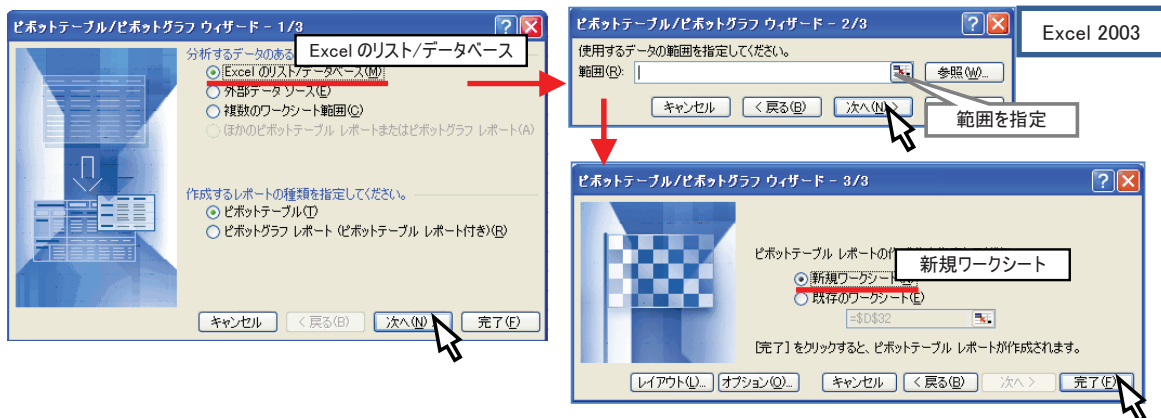 ピボットテーブル/ピボットグラフ ウィザード - 1/3
分析するデータのある
Excel のリスト/データベース
Excel のリスト/データベース(M)
外部データ ソース(E)
複数のワークシート範囲(C)
ほかのピボットテーブル レポートまたはピボットグラフ レポート(A)
作成するレポートの種類を指定してください。
ピボットテーブル(T)
ピボットグラフ レポート (ピボットテーブル レポート付き)(R)
キャンセル
< 戻る(B)
次へ(N)
完了(F)
ピボットテーブル/ピボットグラフ ウィザード - 2/3
Excel 2003
使用するデータの範囲を指定してください。
範囲(R):
参照(W)...
キャンセル
< 戻る(B)
次へ(N) >
範囲を指定
ピボットテーブル/ピボットグラフ ウィザード - 3/3
ピボットテーブル レポートの
新規ワークシート
新規ワークシート
既存のワークシート(E)
=$D$32
[完了] をクリックすると、ピボットテーブル レポートが作成されます。
レイアウト(L)...
オプション(O)...
キャンセル
< 戻る(B)
次へ >
完了(F)